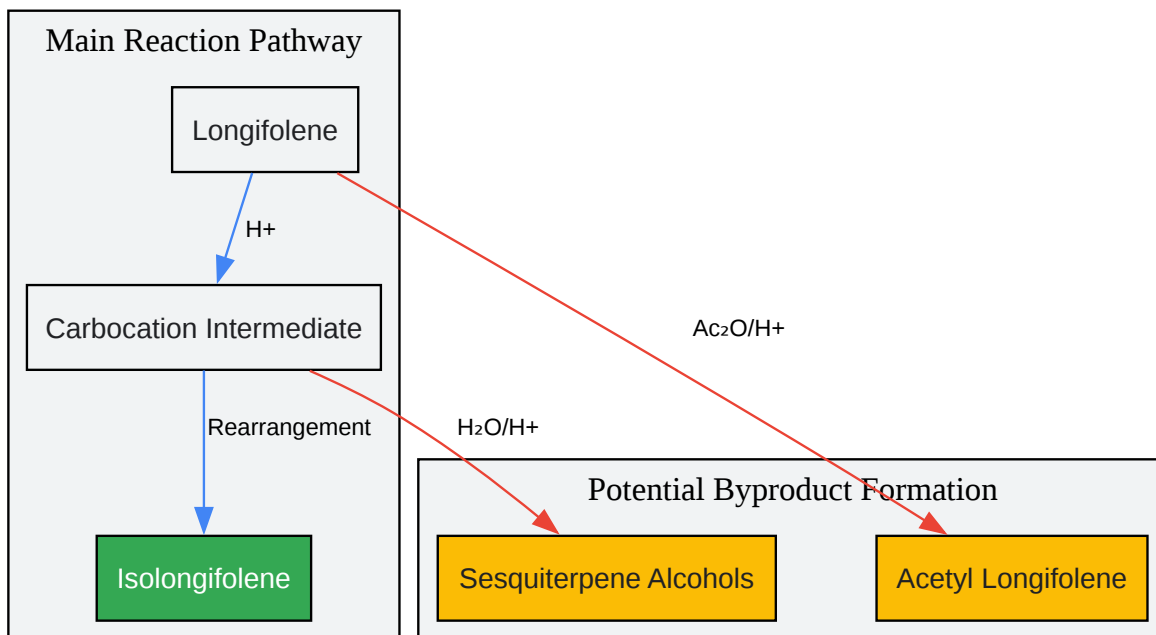 Main Reaction Pathway
Longifolene
H+
Carbocation Intermediate
Ac₂O/H+
Rearrangement
H₂O/H+
Potential Byproduct Formation
Isolongifolene
Sesquiterpene Alcohols
Acetyl Longifolene